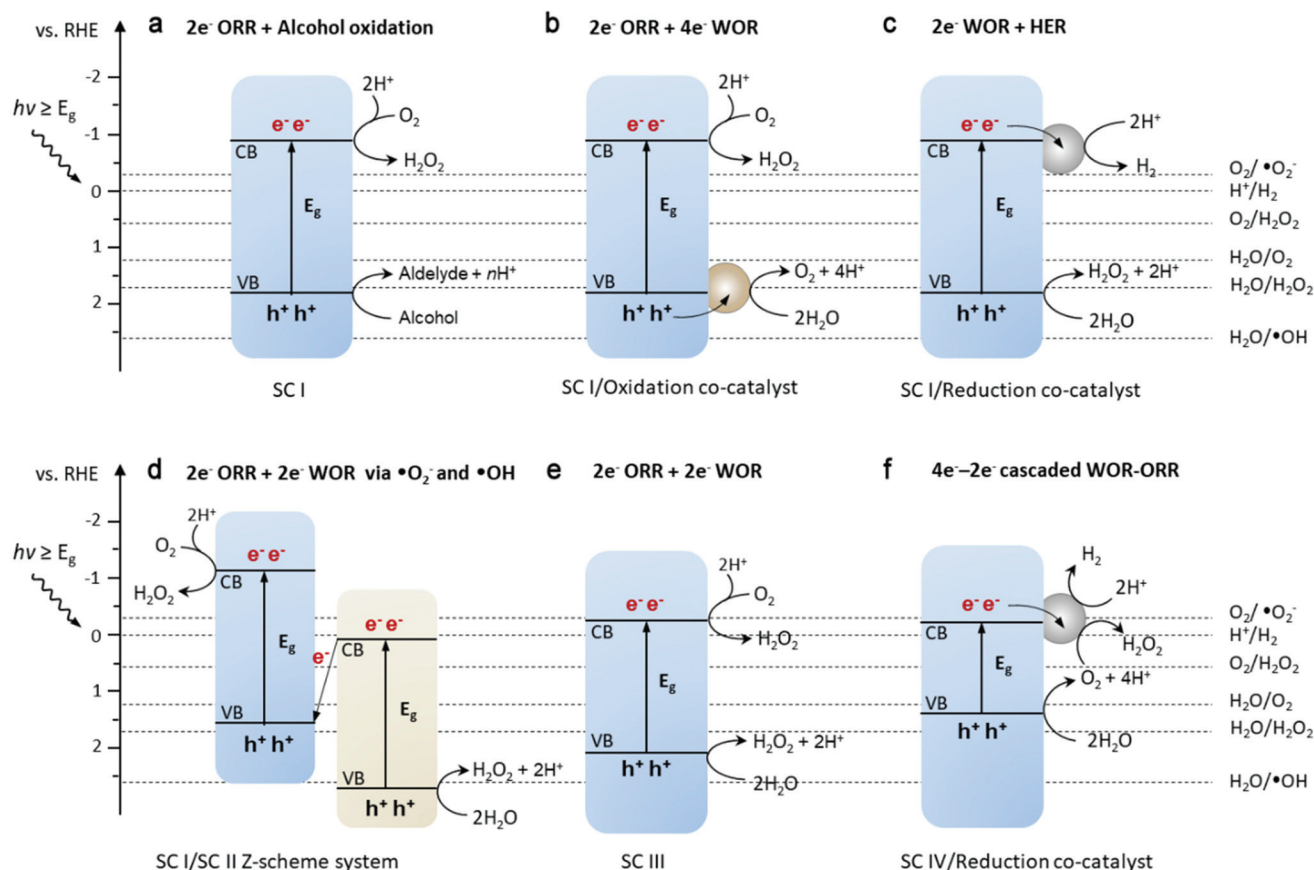 vs. RHE
a 2e⁻ ORR + Alcohol oxidation
b 2e⁻ ORR + 4e⁻ WOR
c 2e⁻ WOR + HER
-2
-1
0
1
2
hv ≥ Eg
2H⁺
O₂
H₂O₂
e⁻ e⁻
CB
Eg
VB
h⁺ h⁺
Aldelyde + nH⁺
Alcohol
SC I
2H⁺
O₂
H₂O₂
e⁻ e⁻
CB
Eg
VB
h⁺ h⁺
O₂ + 4H⁺
2H₂O
SC I/Oxidation co-catalyst
e⁻ e⁻
2H⁺
H₂
CB
Eg
VB
h⁺ h⁺
H₂O₂ + 2H⁺
2H₂O
SC I/Reduction co-catalyst
O₂/ •O₂⁻
H⁺/H₂
O₂/H₂O₂
H₂O/O₂
H₂O/H₂O₂
H₂O/•OH
vs. RHE
d 2e⁻ ORR + 2e⁻ WOR via •O₂⁻ and •OH
e 2e⁻ ORR + 2e⁻ WOR
f 4e⁻–2e⁻ cascaded WOR-ORR
-2
-1
0
1
2
hv ≥ Eg
2H⁺
O₂
H₂O₂
e⁻ e⁻
CB
Eg
VB
h⁺ h⁺
e⁻
e⁻ e⁻
CB
Eg
VB
h⁺ h⁺
H₂O₂ + 2H⁺
2H₂O
SC I/SC II Z-scheme system
2H⁺
O₂
H₂O₂
e⁻ e⁻
CB
Eg
VB
h⁺ h⁺
H₂O₂ + 2H⁺
2H₂O
SC III
H₂
2H⁺
e⁻ e⁻
CB
H₂O₂
Eg
O₂ + 4H⁺
VB
h⁺ h⁺
2H₂O
SC IV/Reduction co-catalyst
O₂/ •O₂⁻
H⁺/H₂
O₂/H₂O₂
H₂O/O₂
H₂O/H₂O₂
H₂O/•OH